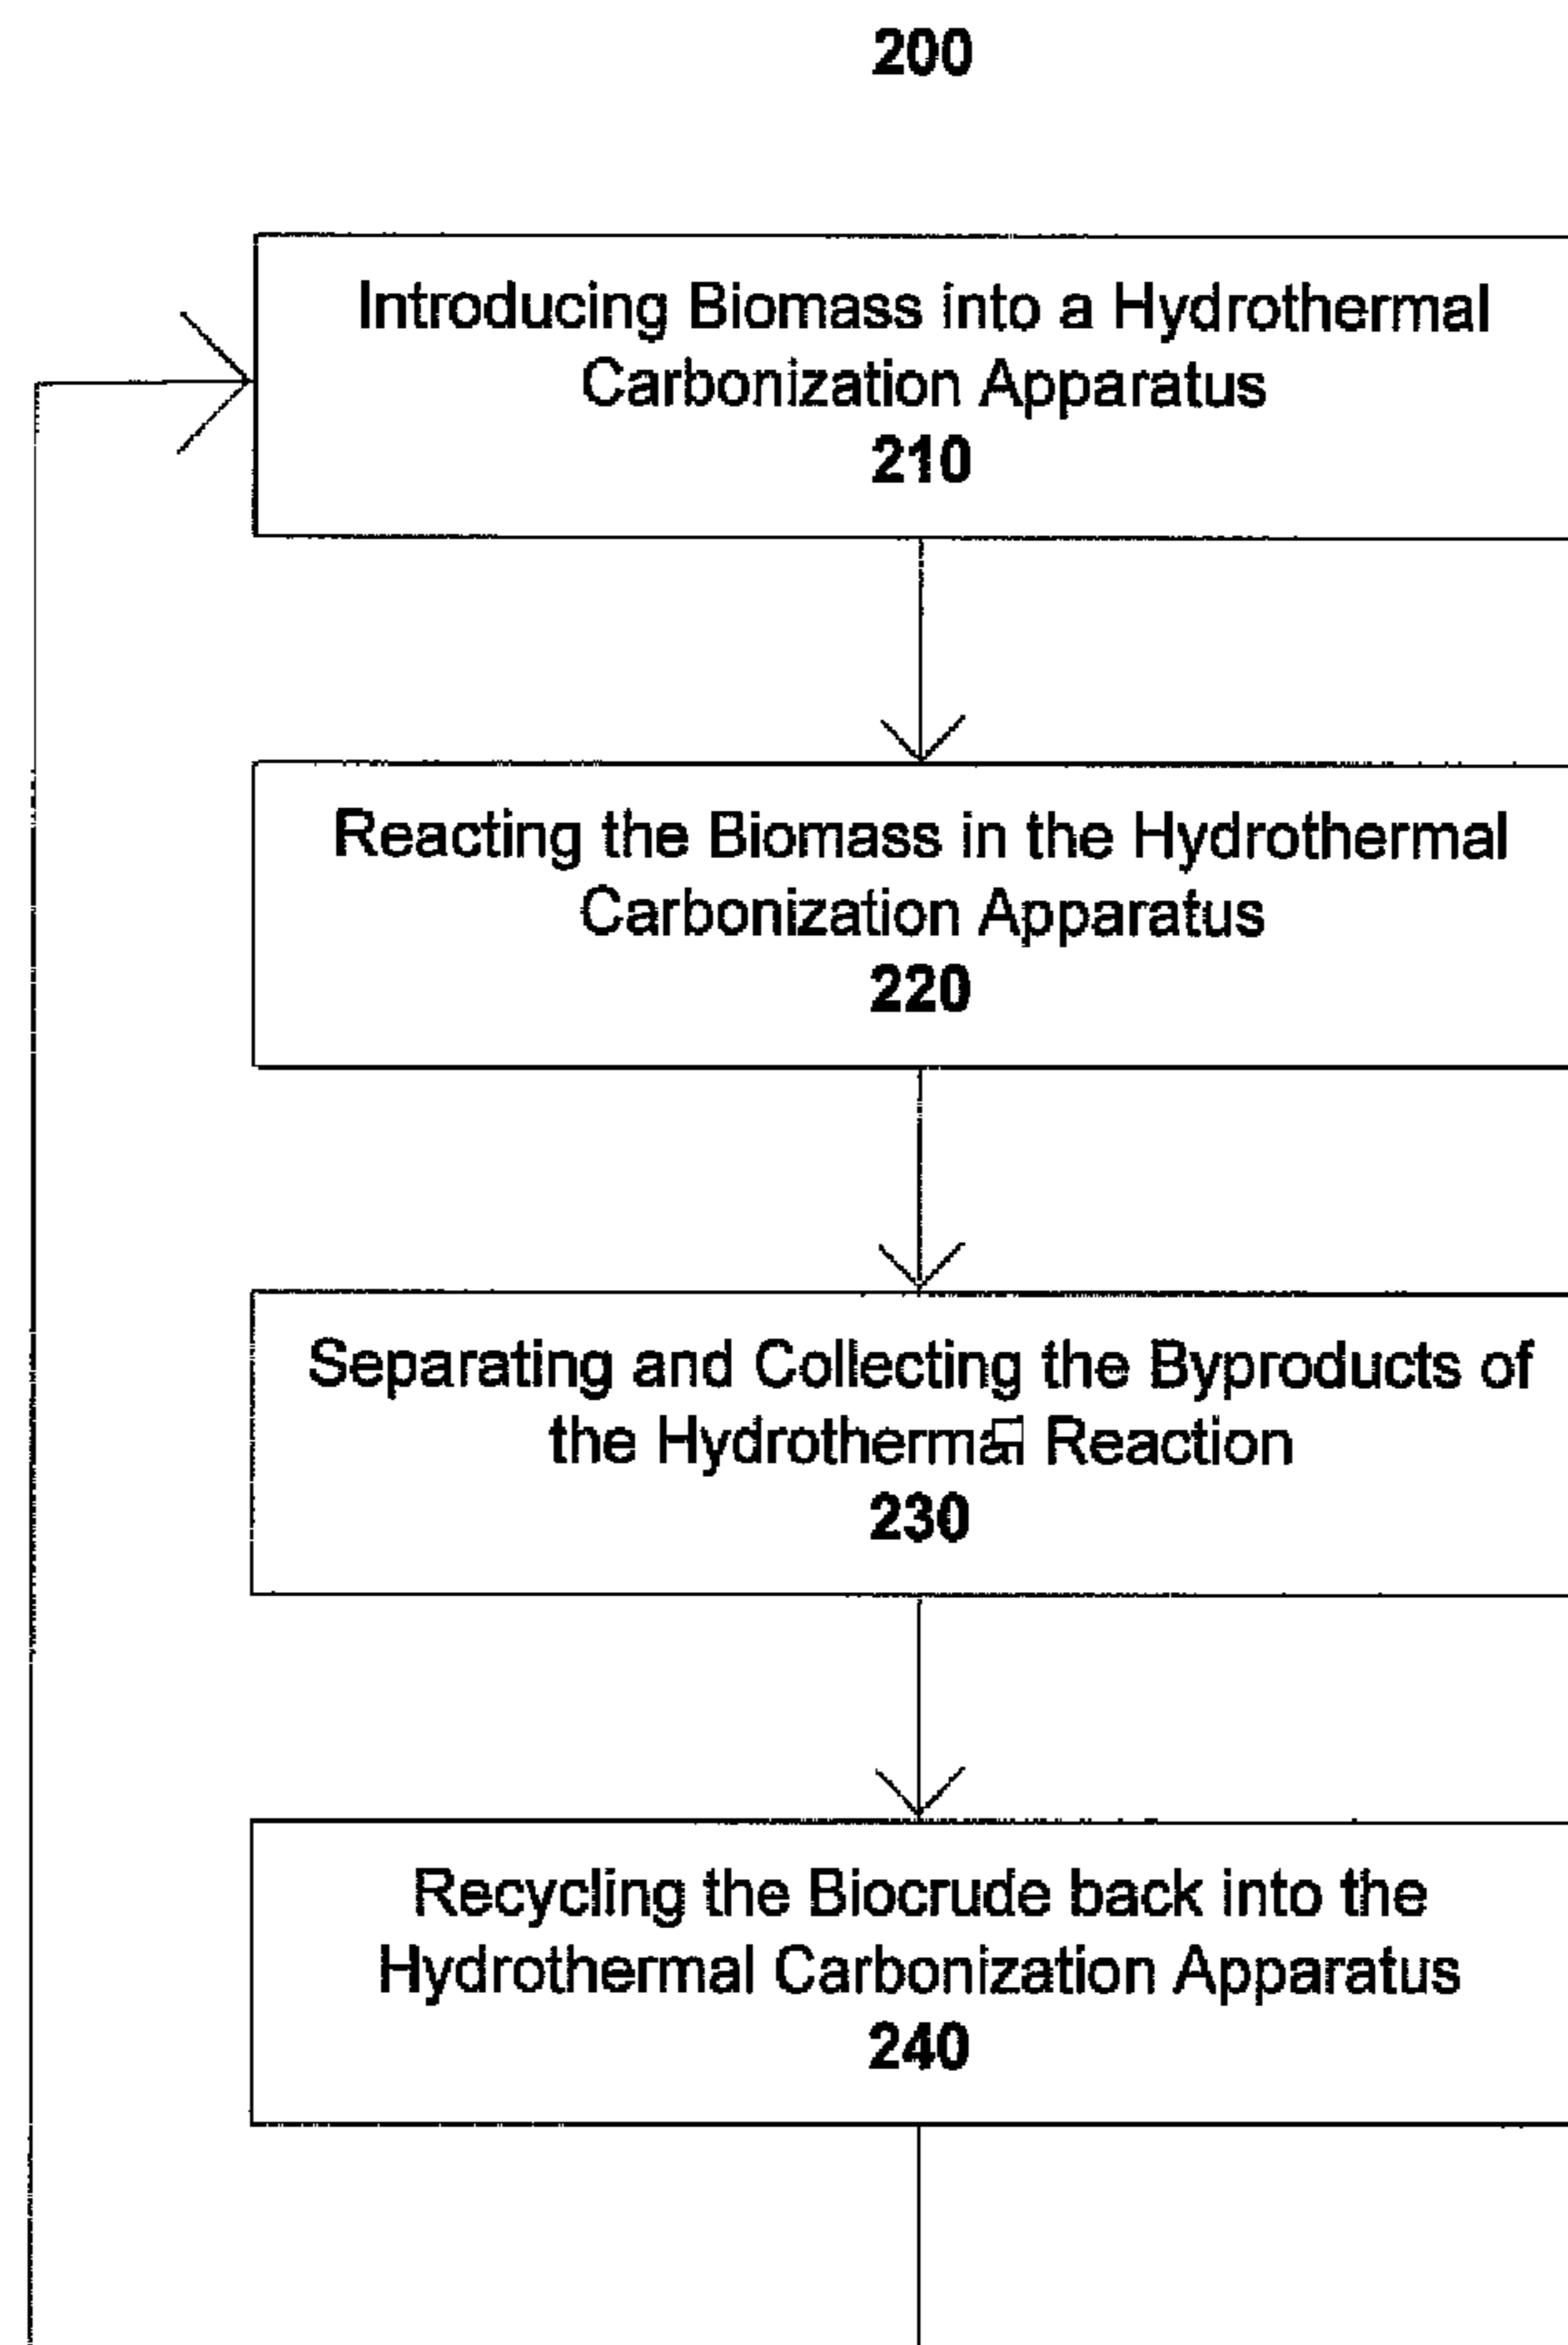 200
Introducing Biomass into a Hydrothermal
Carbonization Apparatus
210
Reacting the Biomass in the Hydrothermal
Carbonization Apparatus
220
Separating and Collecting the Byproducts of
the Hydrothermal Reaction
230
Recycling the Biocrude back into the
Hydrothermal Carbonization Apparatus
240